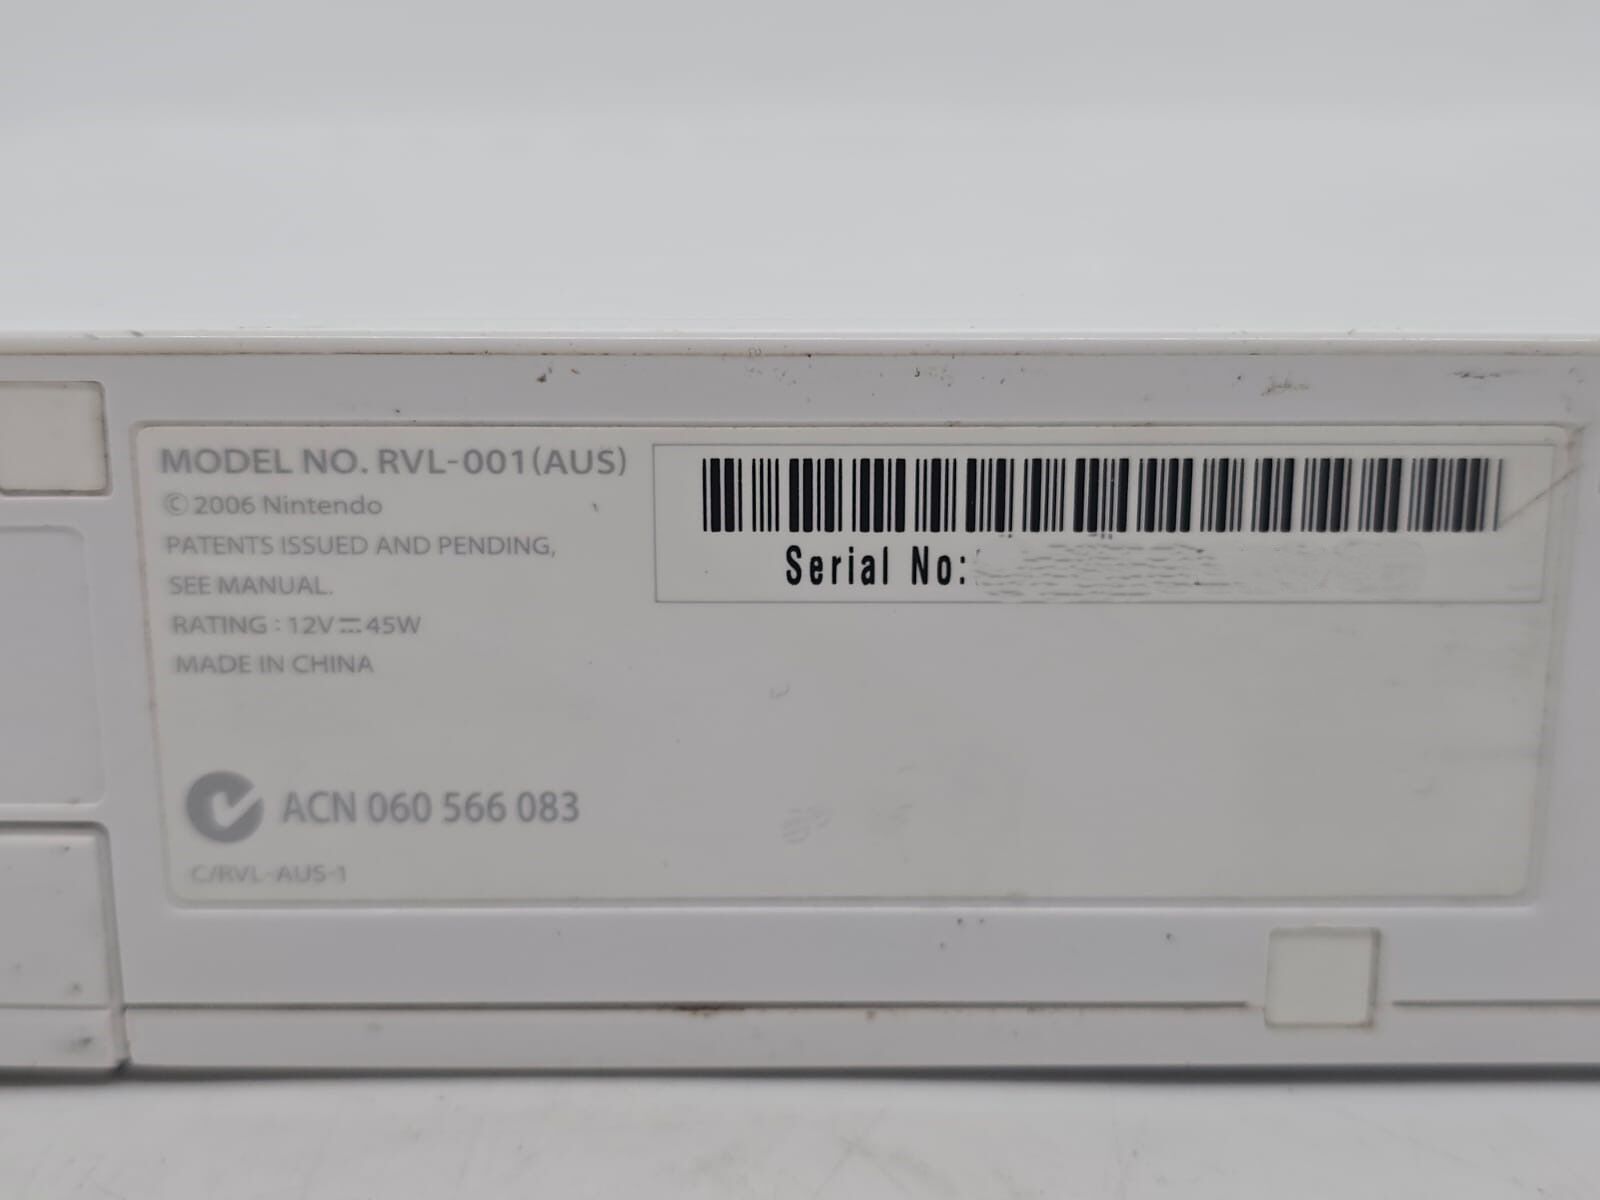 MODEL NO. RVL-001(AUS)
© 2006 Nintendo
PATENTS ISSUED AND PENDING,
SEE MANUAL.
RATING : 12V⎓45W
MADE IN CHINA
Serial No:
ACN 060 566 083
C/RVL-AUS-1